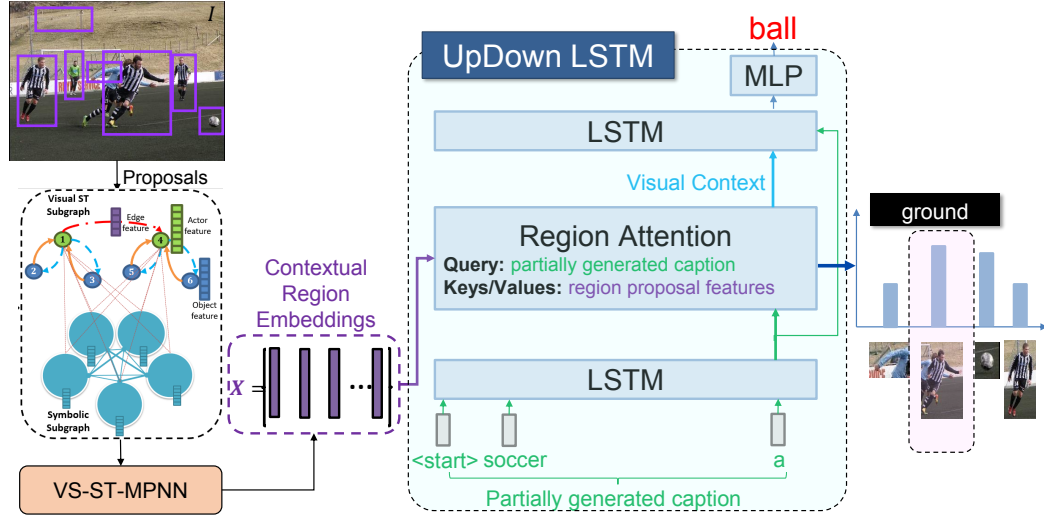 I
Proposals
Visual ST
Subgraph
Edge
feature
Actor
feature
1
4
2
3
5
6
Object
feature
Symbolic
Subgraph
VS-ST-MPNN
Contextual
Region
Embeddings
X =
...
UpDown LSTM
ball
MLP
LSTM
Visual Context
Region Attention
Query: partially generated caption
Keys/Values: region proposal features
LSTM
<start> soccer a
Partially generated caption
ground